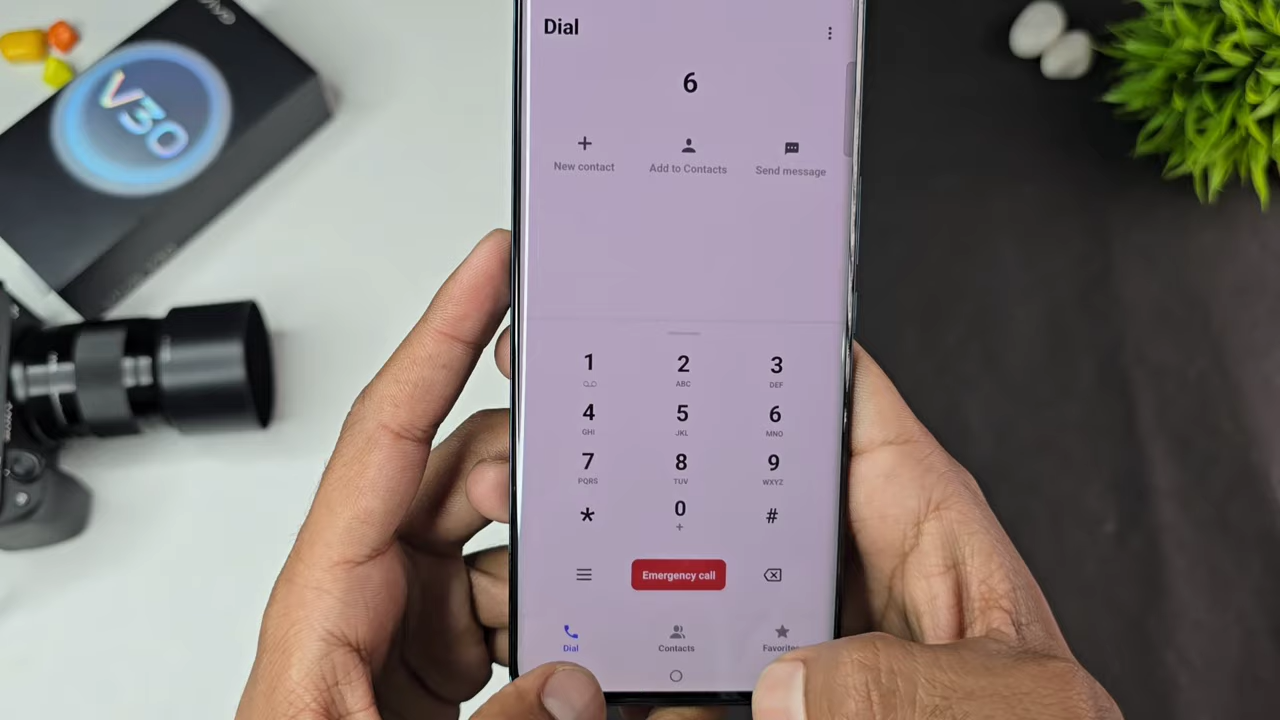 V30
Dial
6
New contact
Add to Contacts
Send message
1
2
ABC
3
DEF
4
GHI
5
JKL
6
MNO
7
PQRS
8
TUV
9
WXYZ
*
0
+
#
Emergency call
Dial
Contacts
Favorites